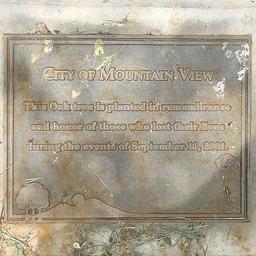 CITY OF MOUNTAIN VIEW
This Oak tree is planted in remembrance
and honor of those who lost their lives
during the events of September 11, 2001.